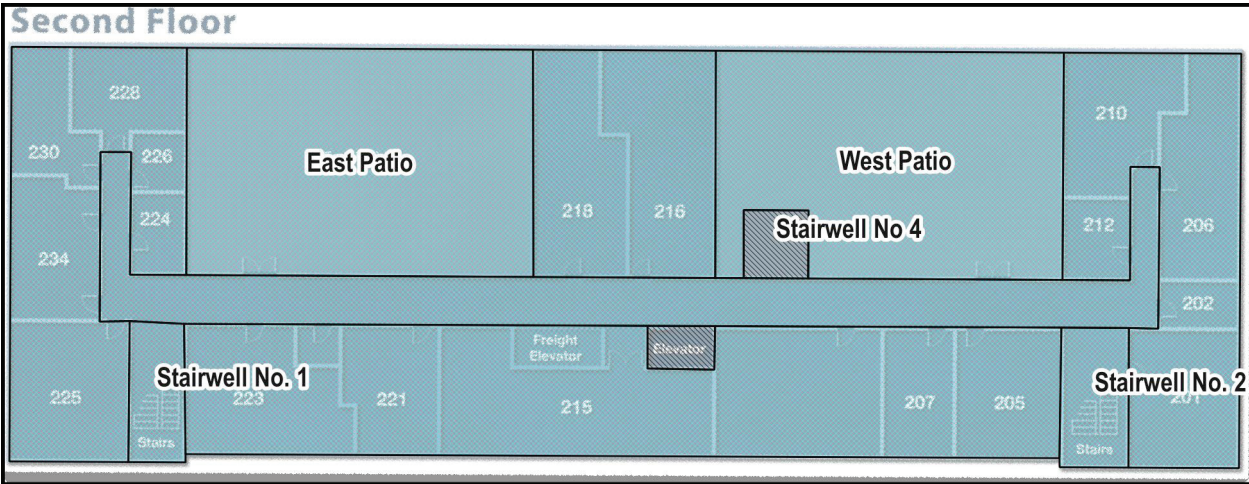 Second Floor
228
210
230
226
East Patio
West Patio
218
216
224
212
206
Stairwell No 4
234
202
Freight
Elevator
Elevator
Stairwell No. 1
Stairwell No. 2
225
223
221
215
207
205
201
Stairs
Stairs